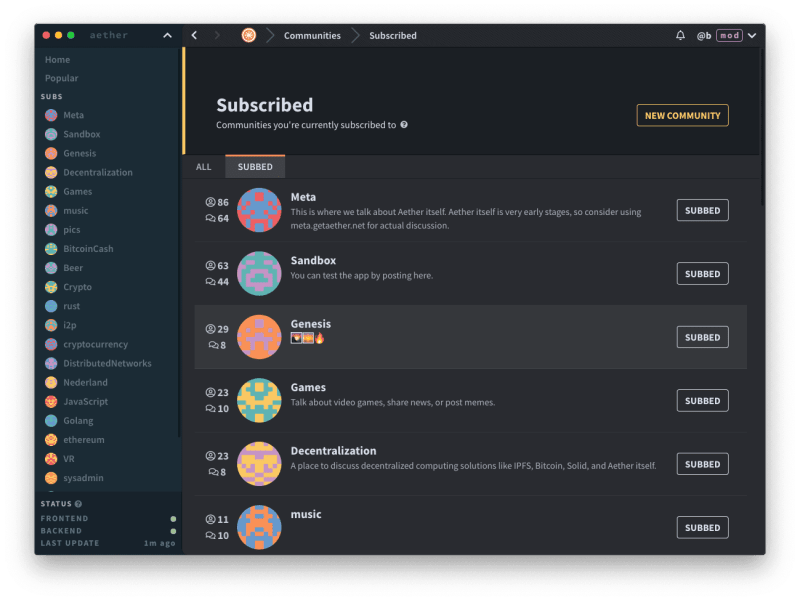 aether
Home
Popular
SUBS
Meta
Sandbox
Genesis
Decentralization
Games
music
pics
BitcoinCash
Beer
Crypto
rust
i2p
cryptocurrency
DistributedNetworks
Nederland
JavaScript
Golang
ethereum
VR
sysadmin
STATUS ?
FRONTEND
BACKEND
LAST UPDATE 1m ago
Communities Subscribed @b mod
Subscribed
Communities you're currently subscribed to ?
NEW COMMUNITY
ALL SUBBED
86
64
Meta
This is where we talk about Aether itself. Aether itself is very early stages, so consider using
meta.getaether.net for actual discussion.
SUBBED
63
44
Sandbox
You can test the app by posting here.
SUBBED
29
8
Genesis
SUBBED
23
10
Games
Talk about video games, share news, or post memes.
SUBBED
23
8
Decentralization
A place to discuss decentralized computing solutions like IPFS, Bitcoin, Solid, and Aether itself.
SUBBED
11
10
music
SUBBED